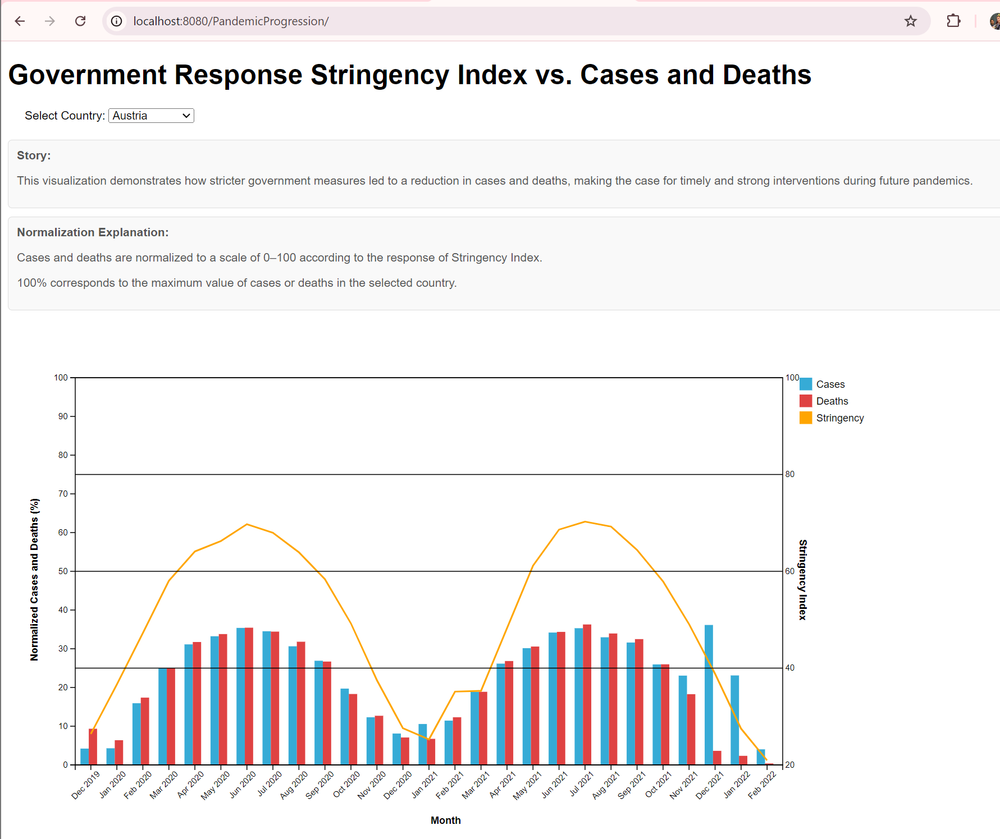 localhost:8080/PandemicProgression/
Government Response Stringency Index vs. Cases and Deaths
Select Country: Austria
Story:
This visualization demonstrates how stricter government measures led to a reduction in cases and deaths, making the case for timely and strong interventions during future pandemics.
Normalization Explanation:
Cases and deaths are normalized to a scale of 0–100 according to the response of Stringency Index.
100% corresponds to the maximum value of cases or deaths in the selected country.
100
90
80
70
60
50
40
30
20
10
0
Normalized Cases and Deaths (%)
100
80
60
40
20
Stringency Index
Cases
Deaths
Stringency
Dec 2019
Jan 2020
Feb 2020
Mar 2020
Apr 2020
May 2020
Jun 2020
Jul 2020
Aug 2020
Sep 2020
Oct 2020
Nov 2020
Dec 2020
Jan 2021
Feb 2021
Mar 2021
Apr 2021
May 2021
Jun 2021
Jul 2021
Aug 2021
Sep 2021
Oct 2021
Nov 2021
Dec 2021
Jan 2022
Feb 2022
Month